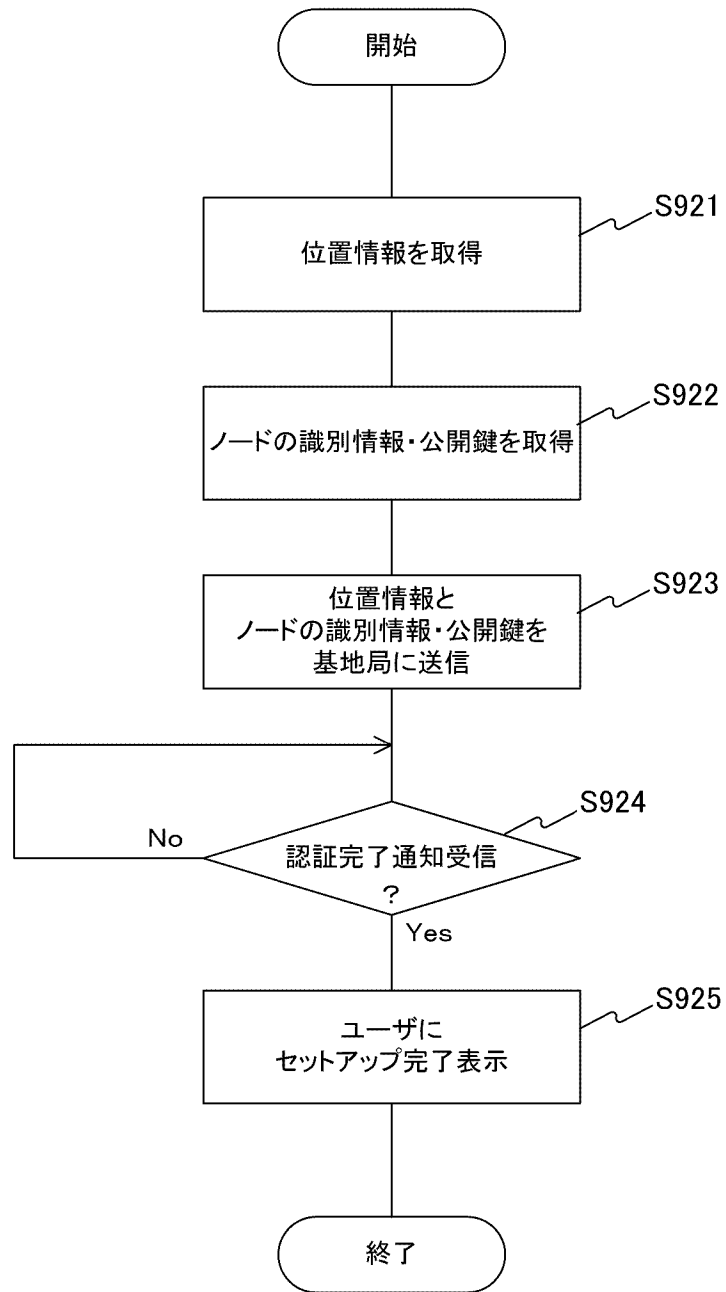 開始
S921
位置情報を取得
S922
ノードの識別情報・公開鍵を取得
S923
位置情報と
ノードの識別情報・公開鍵を
基地局に送信
S924
No
認証完了通知受信
?
Yes
S925
ユーザに
セットアップ完了表示
終了